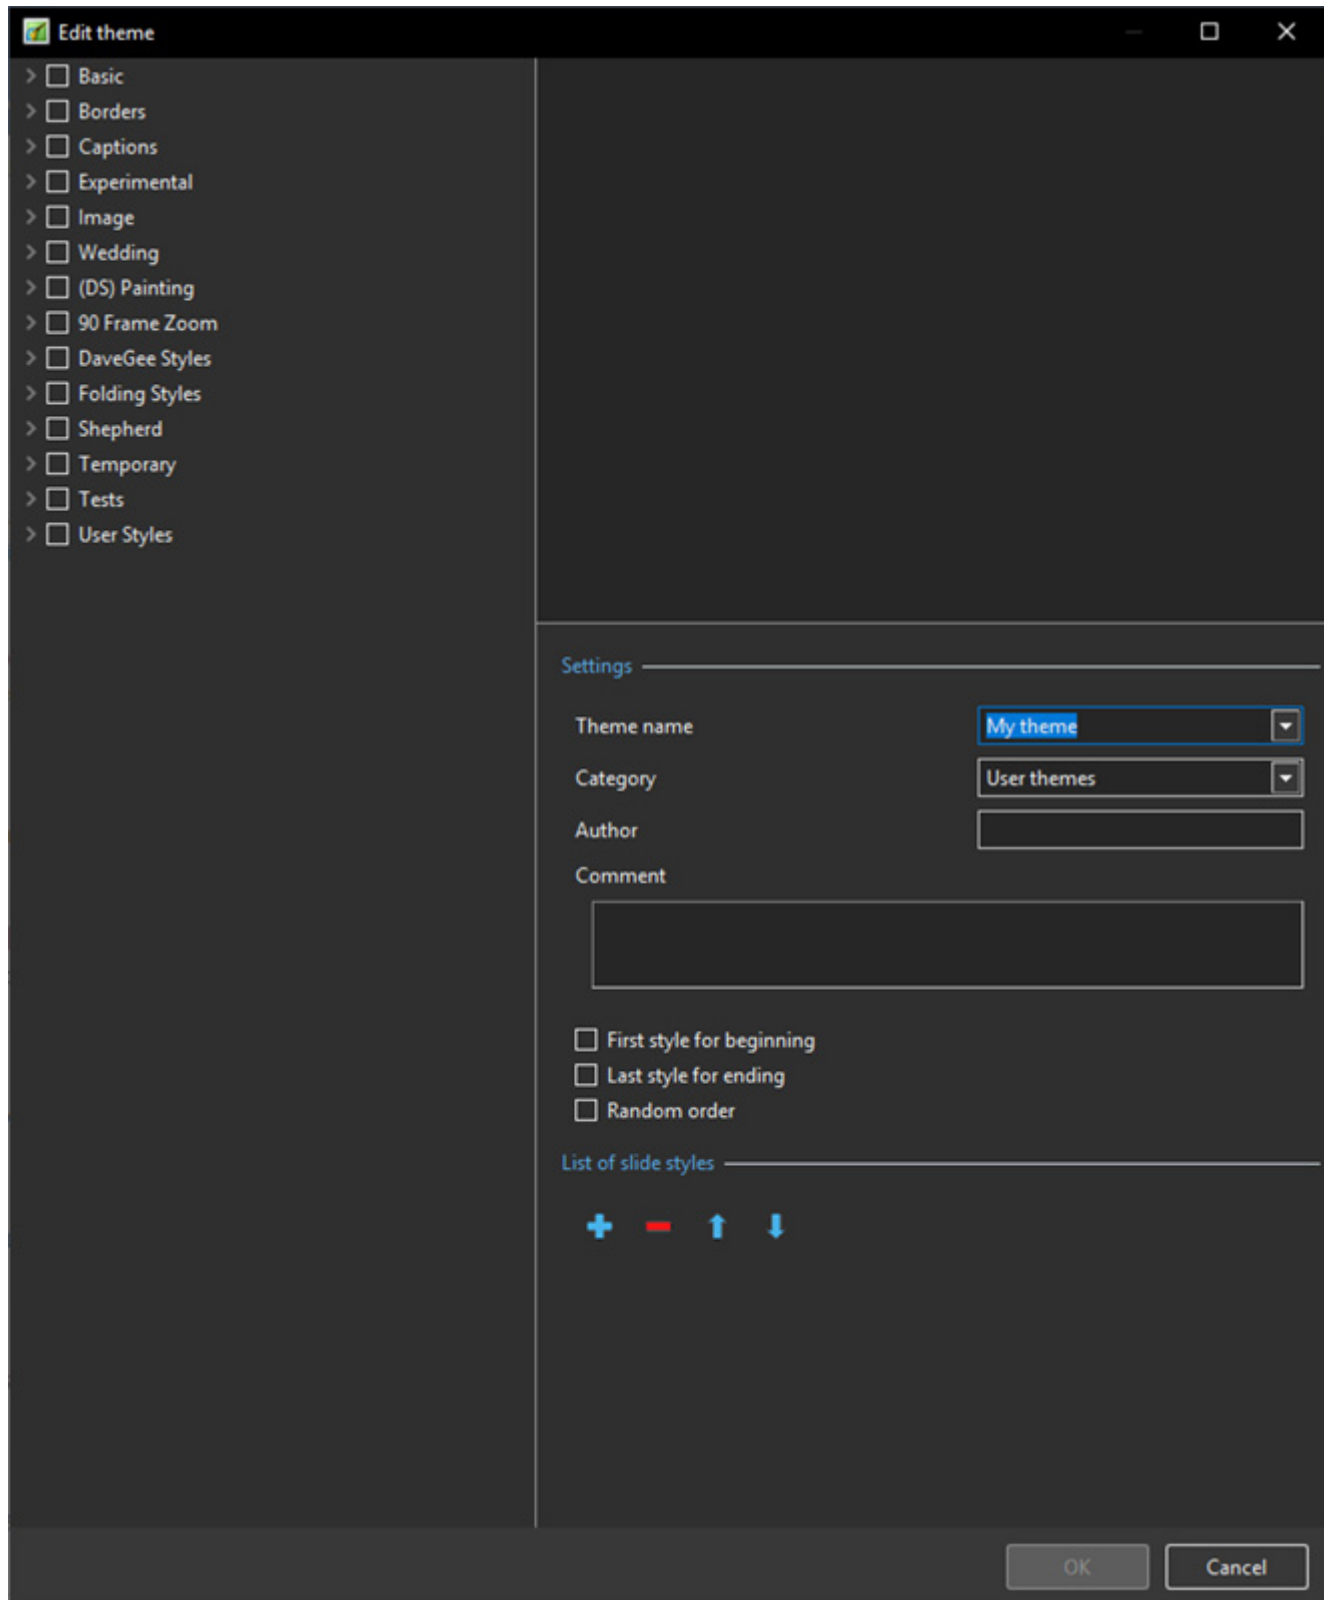 Edit theme
Basic
Borders
Captions
Experimental
Image
Wedding
(DS) Painting
90 Frame Zoom
DaveGee Styles
Folding Styles
Shepherd
Temporary
Tests
User Styles
Settings
Theme name My theme
Category User themes
Author
Comment
First style for beginning
Last style for ending
Random order
List of slide styles
OK Cancel